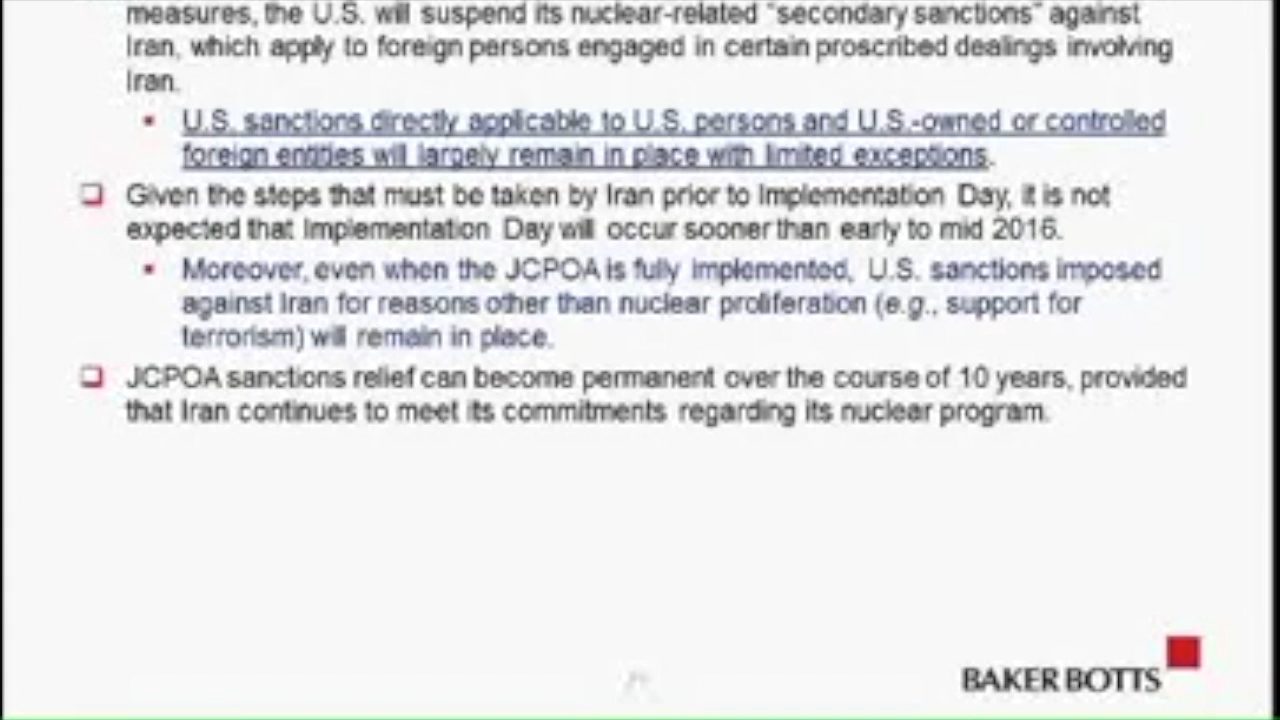 measures, the U.S. will suspend its nuclear-related "secondary sanctions" against
Iran, which apply to foreign persons engaged in certain proscribed dealings involving
Iran.
U.S. sanctions directly applicable to U.S. persons and U.S.-owned or controlled
foreign entities will largely remain in place with limited exceptions.
Given the steps that must be taken by Iran prior to Implementation Day, it is not
expected that Implementation Day will occur sooner than early to mid 2016.
Moreover, even when the JCPOA is fully implemented, U.S. sanctions imposed
against Iran for reasons other than nuclear proliferation (e.g., support for
terrorism) will remain in place.
JCPOA sanctions relief can become permanent over the course of 10 years, provided
that Iran continues to meet its commitments regarding its nuclear program.
BAKER BOTTS